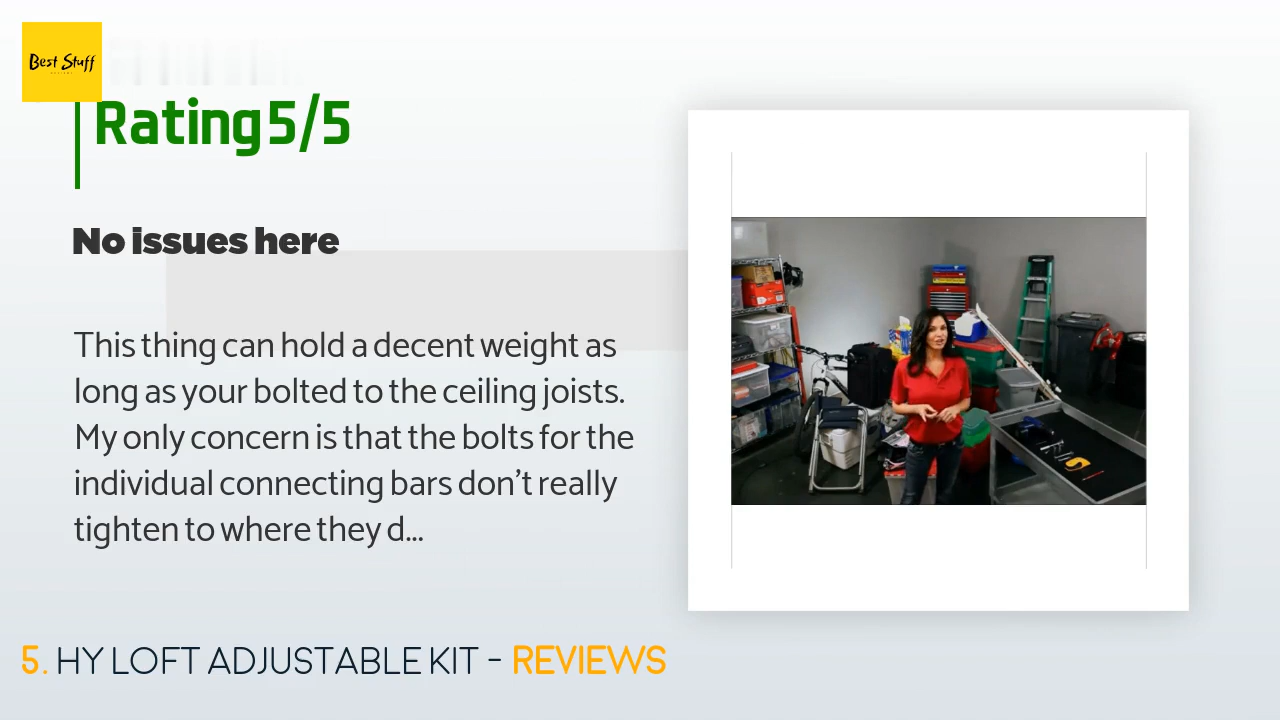 Best Stuff
Rating 5/5
No issues here
This thing can hold a decent weight as
long as your bolted to the ceiling joists.
My only concern is that the bolts for the
individual connecting bars don't really
tighten to where they d...
5. HY LOFT ADJUSTABLE KIT - REVIEWS